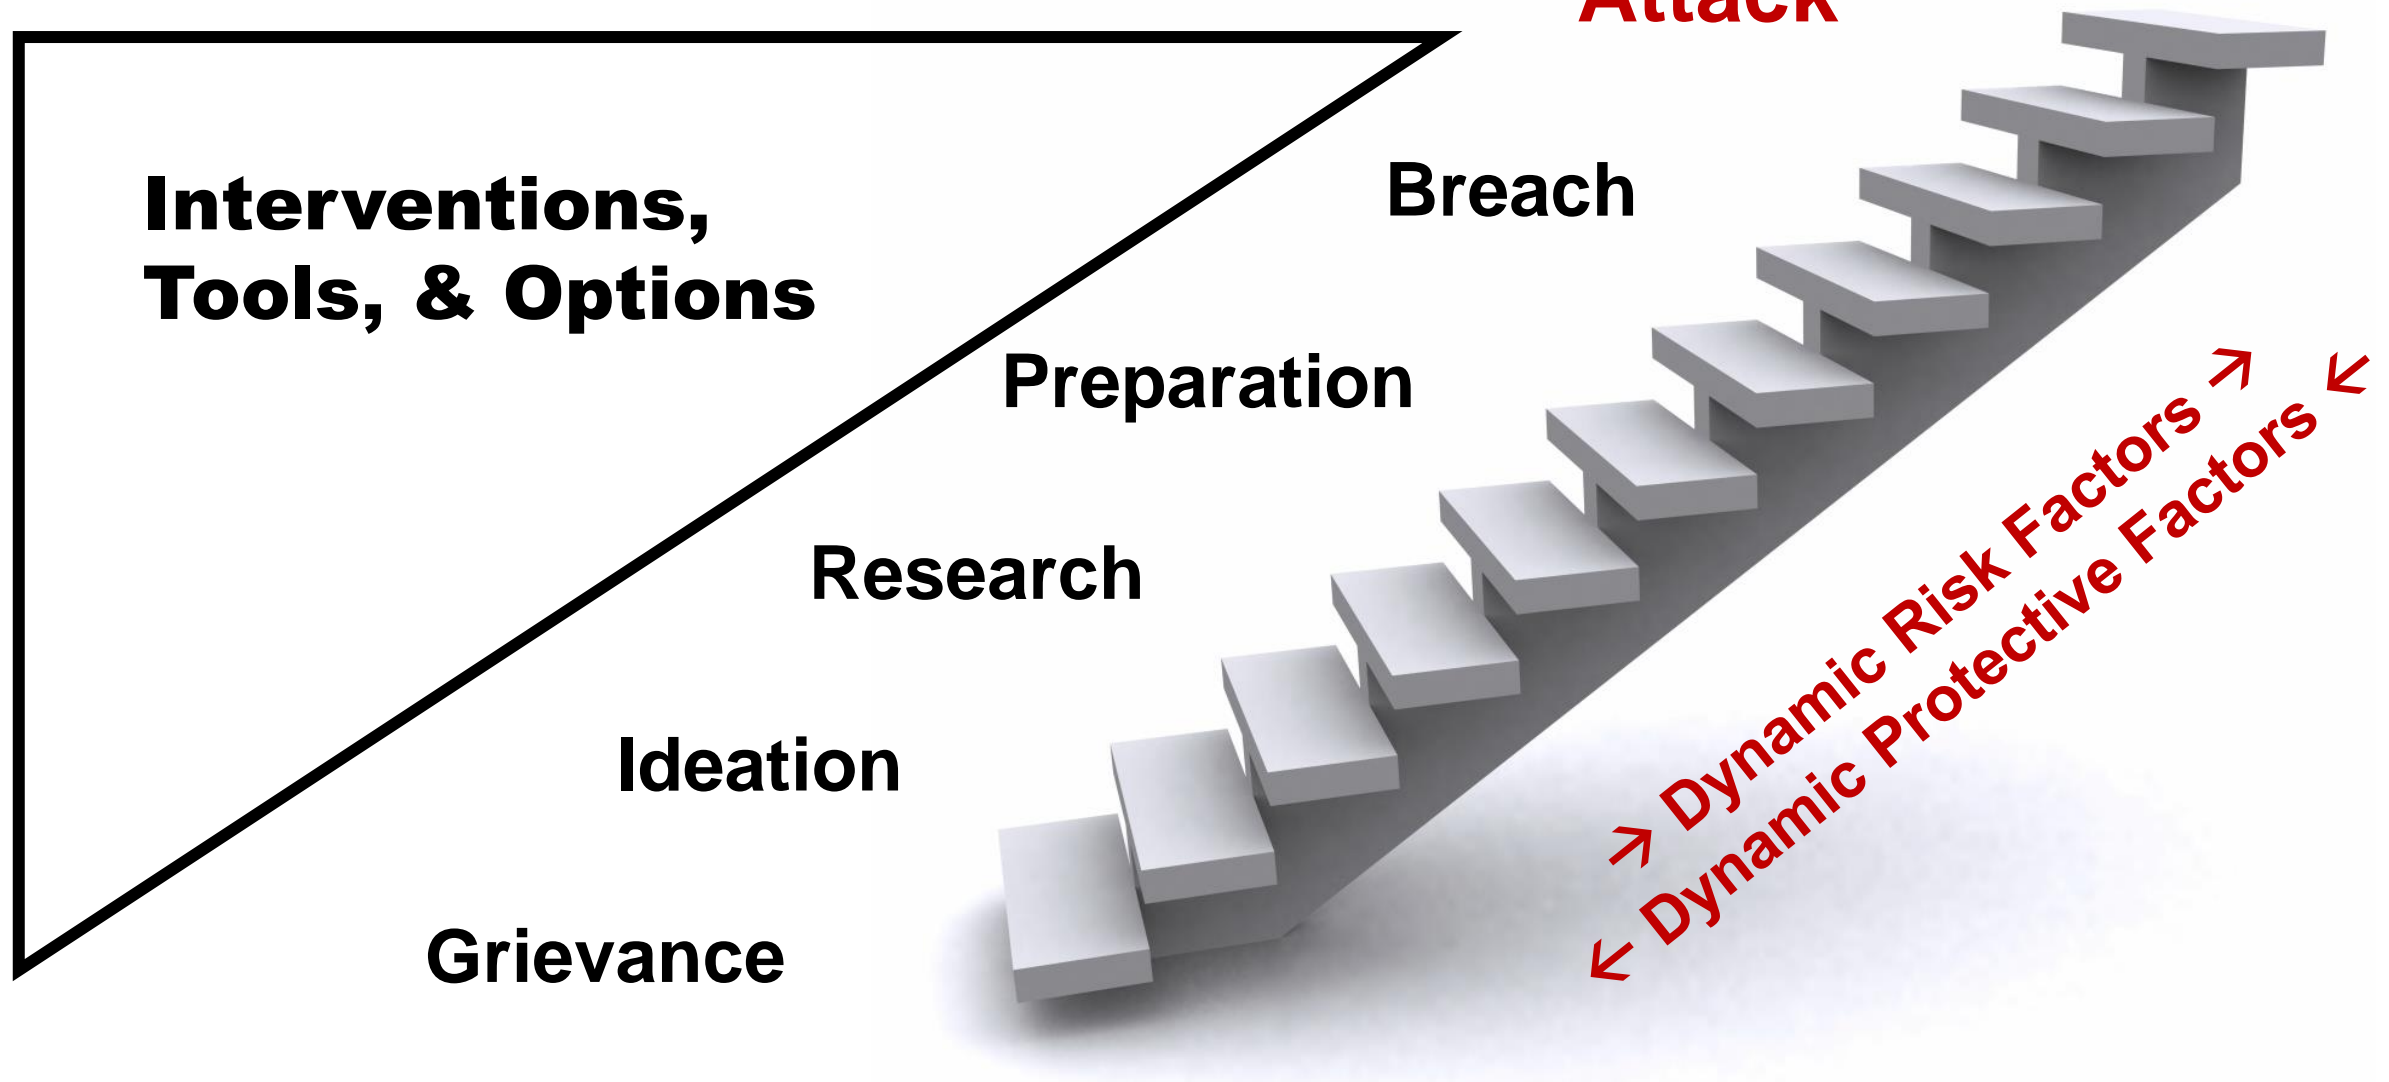 Attack
Interventions,
Tools, & Options
Breach
Preparation
Research
Ideation
Grievance
→ Dynamic Risk Factors →
← Dynamic Protective Factors ←